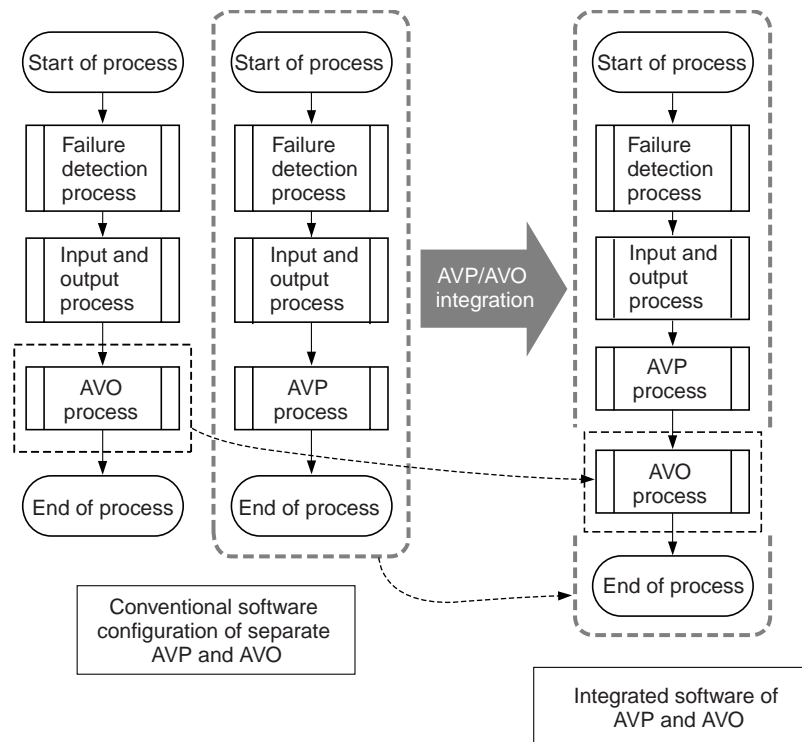 Start of process
Failure
detection
process
Input and
output
process
AVO
process
End of process
Start of process
Failure
detection
process
Input and
output
process
AVP
process
End of process
AVP/AVO
integration
Start of process
Failure
detection
process
Input and
output
process
AVP
process
AVO
process
End of process
Conventional software
configuration of separate
AVP and AVO
Integrated software of
AVP and AVO